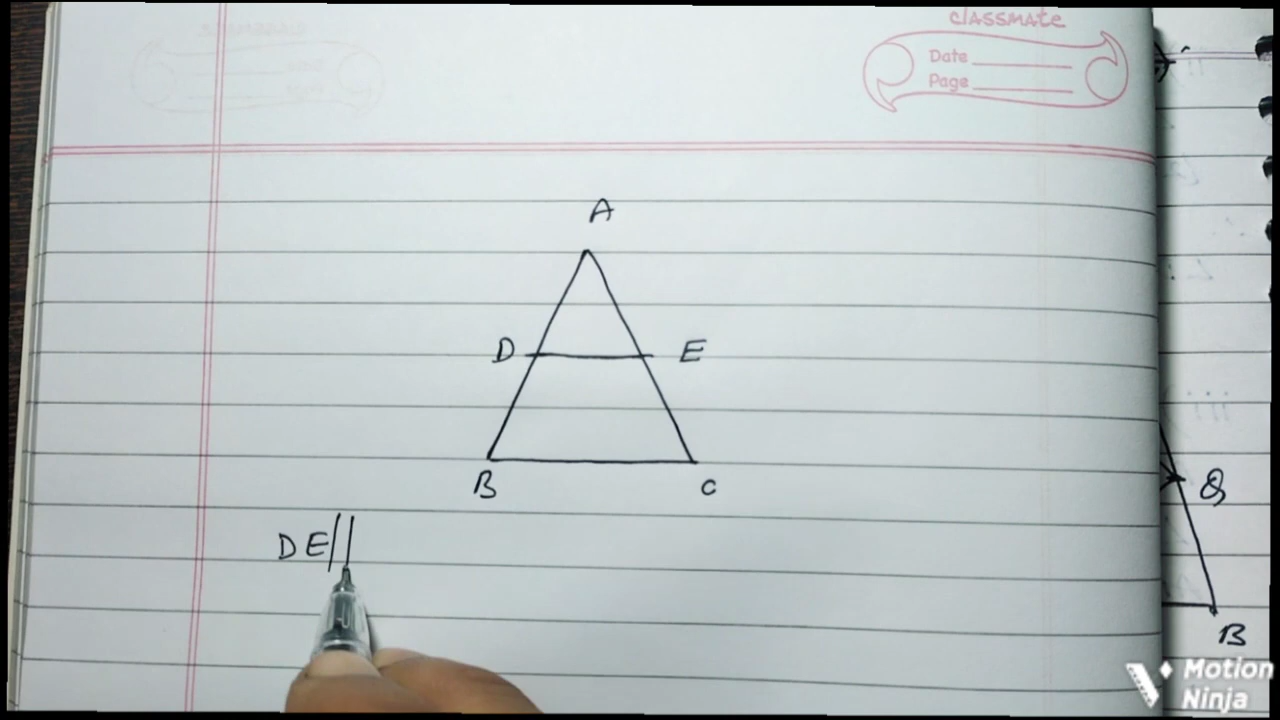 classmate
Date
Page
A
D E
B C
DE||
Q
B
Motion
Ninja